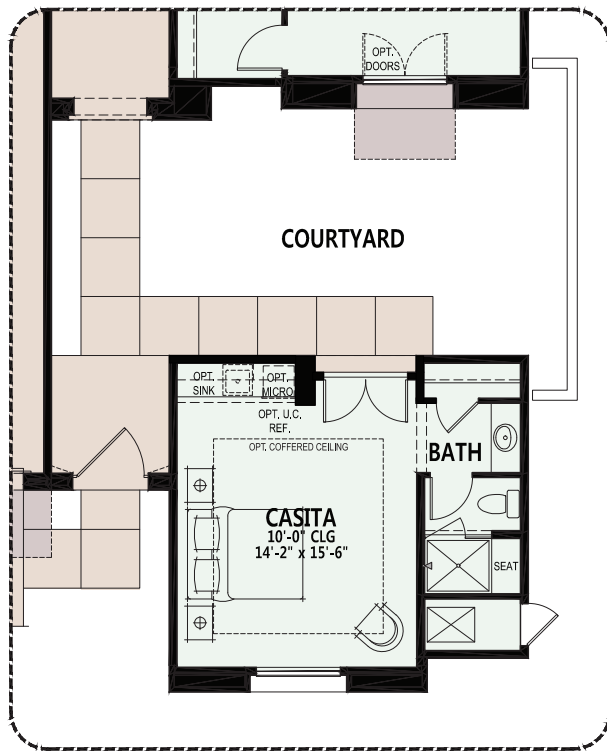 OPT.
DOORS
COURTYARD
OPT.
SINK
OPT.
MICRO
OPT. U.C.
REF.
OPT. COFFERED CEILING
BATH
CASITA
10'-0" CLG
14'-2" x 15'-6"
SEAT